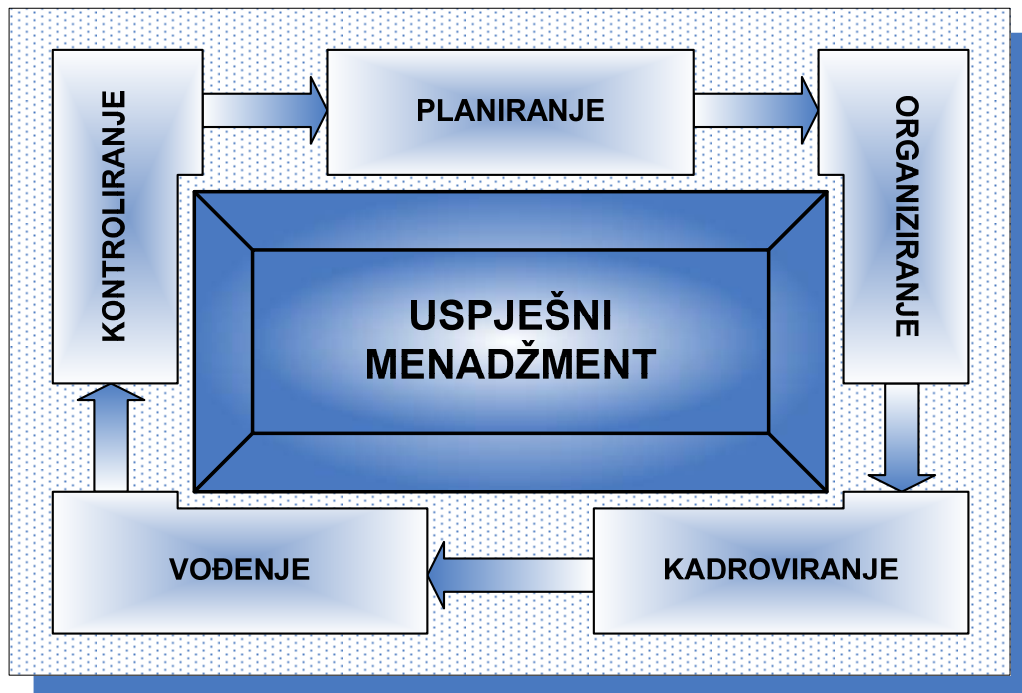 PLANIRANJE
ORGANIZIRANJE
KADROVIRANJE
VOĐENJE
KONTROLIRANJE
USPJEŠNI
MENADŽMENT